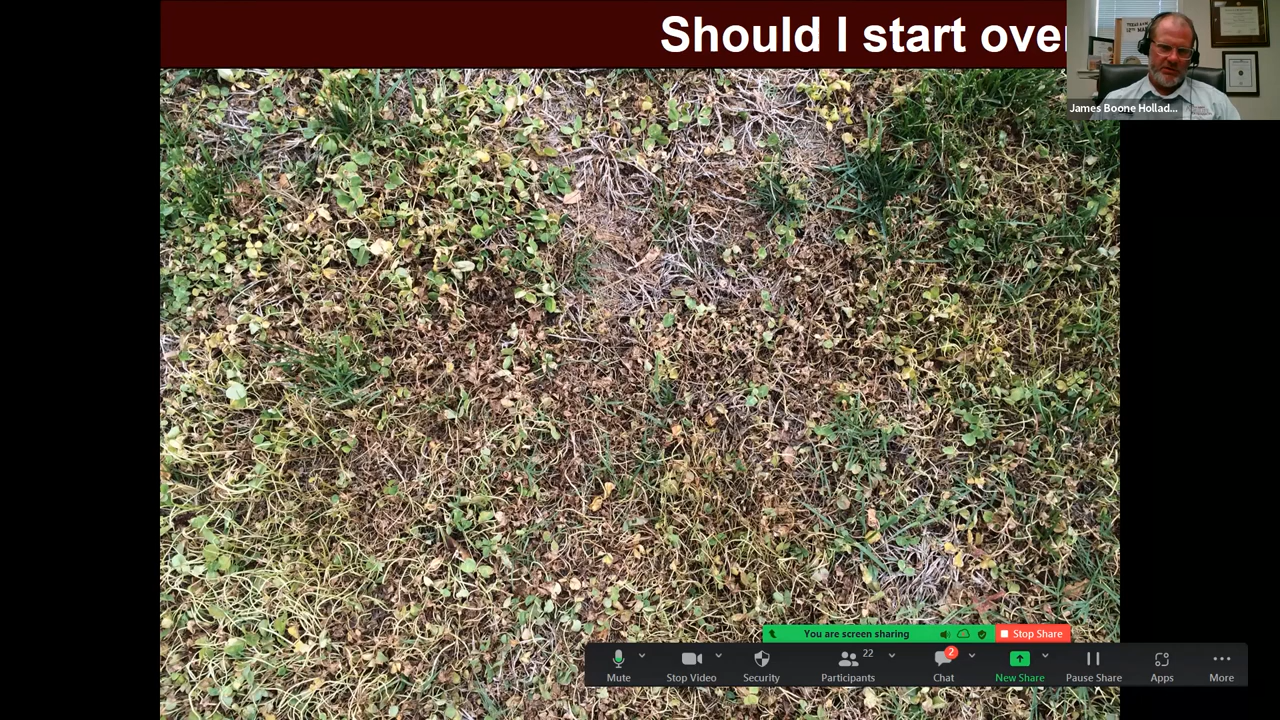 Should I start over
James Boone Hollad...
You are screen sharing
Stop Share
Mute
Stop Video
Security
22
Participants
2
Chat
New Share
Pause Share
Apps
More